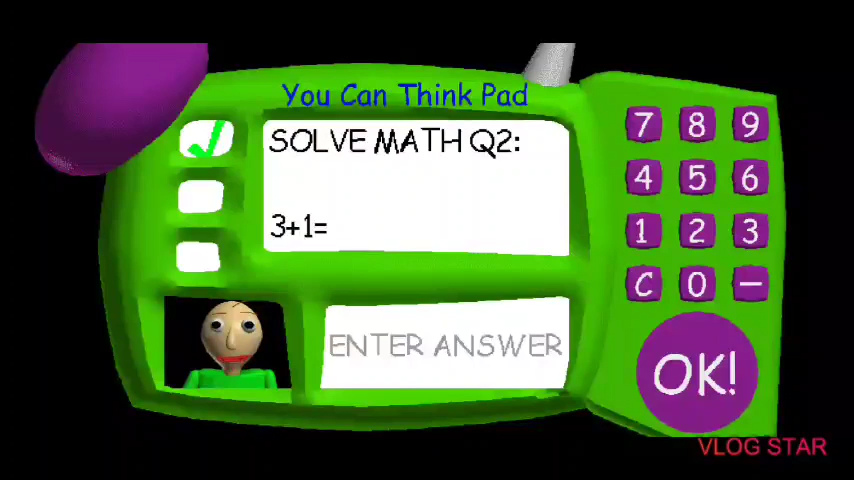 You Can Think Pad
SOLVE MATH Q2:
3+1=
ENTER ANSWER
7 8 9
4 5 6
1 2 3
C 0 -
OK!
VLOG STAR